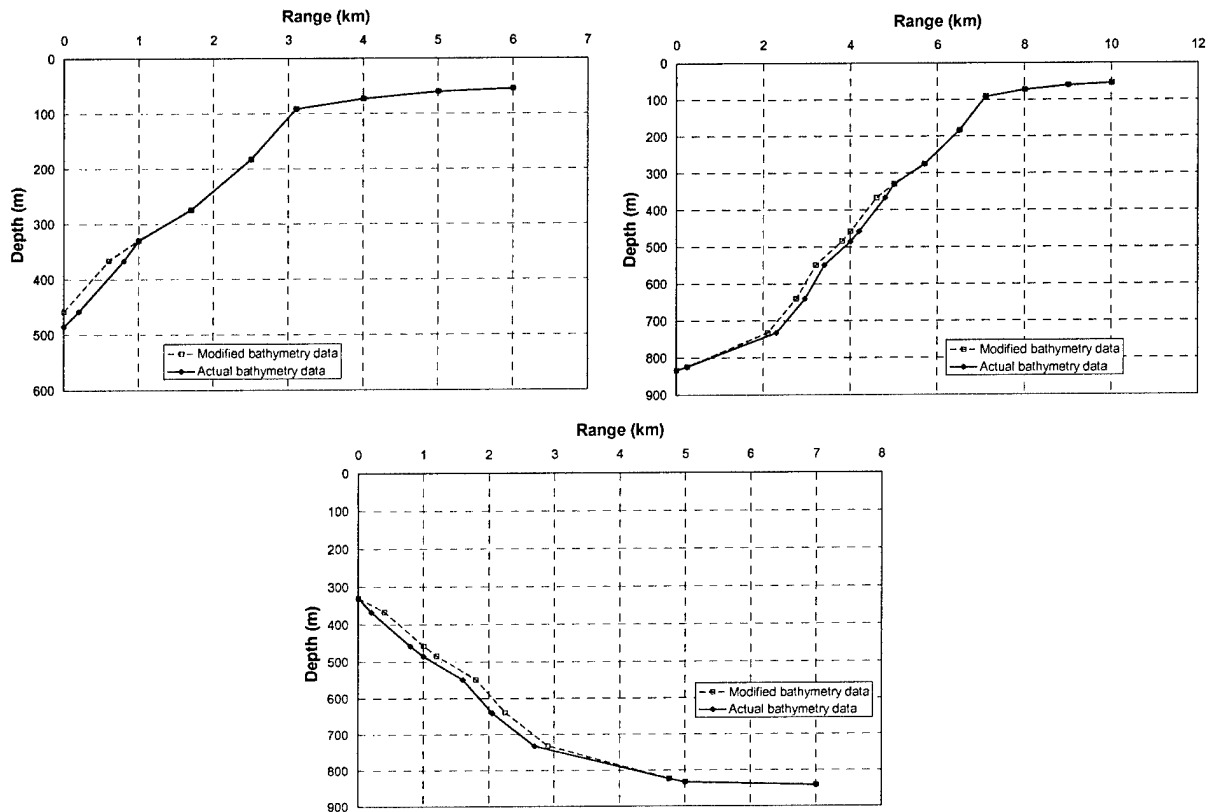 Range (km)
0 1 2 3 4 5 6 7
0
100
200
300
400
500
600
Depth (m)
Modified bathymetry data
Actual bathymetry data
Range (km)
0 2 4 6 8 10 12
0
100
200
300
400
500
600
700
800
900
Depth (m)
Modified bathymetry data
Actual bathymetry data
Range (km)
0 1 2 3 4 5 6 7 8
0
100
200
300
400
500
600
700
800
900
Depth (m)
Modified bathymetry data
Actual bathymetry data